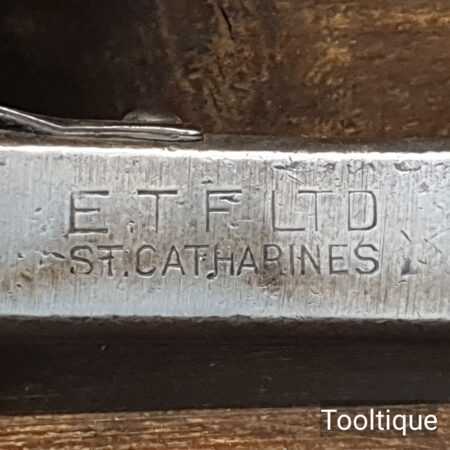 E T F LTD
ST. CATHARINES
Tooltique